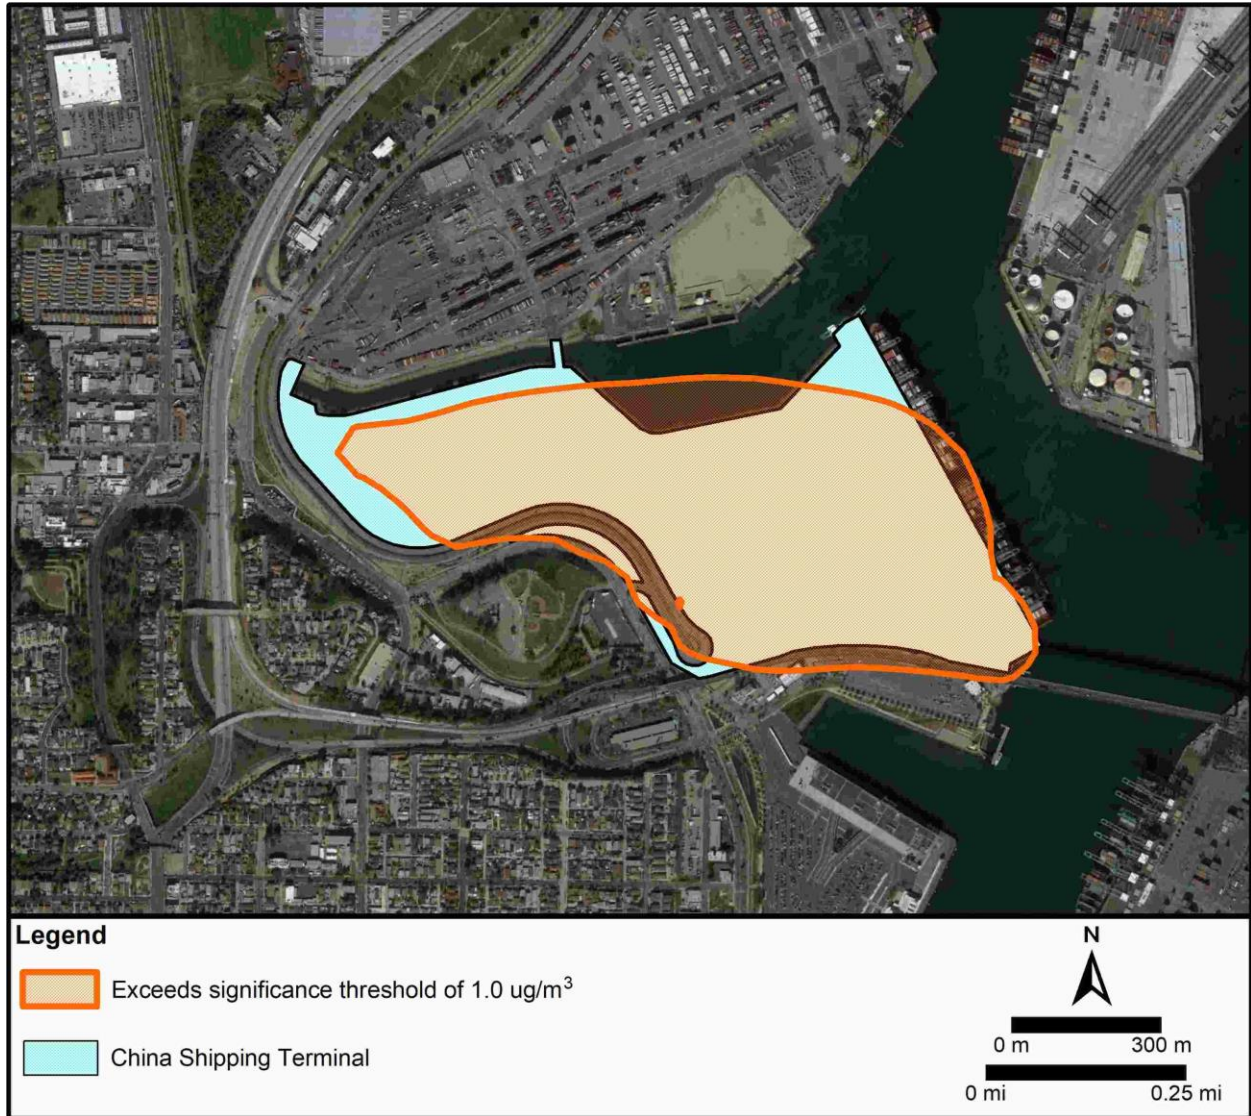 Legend
Exceeds significance threshold of 1.0 ug/m³
China Shipping Terminal
N
0 m 300 m
0 mi 0.25 mi